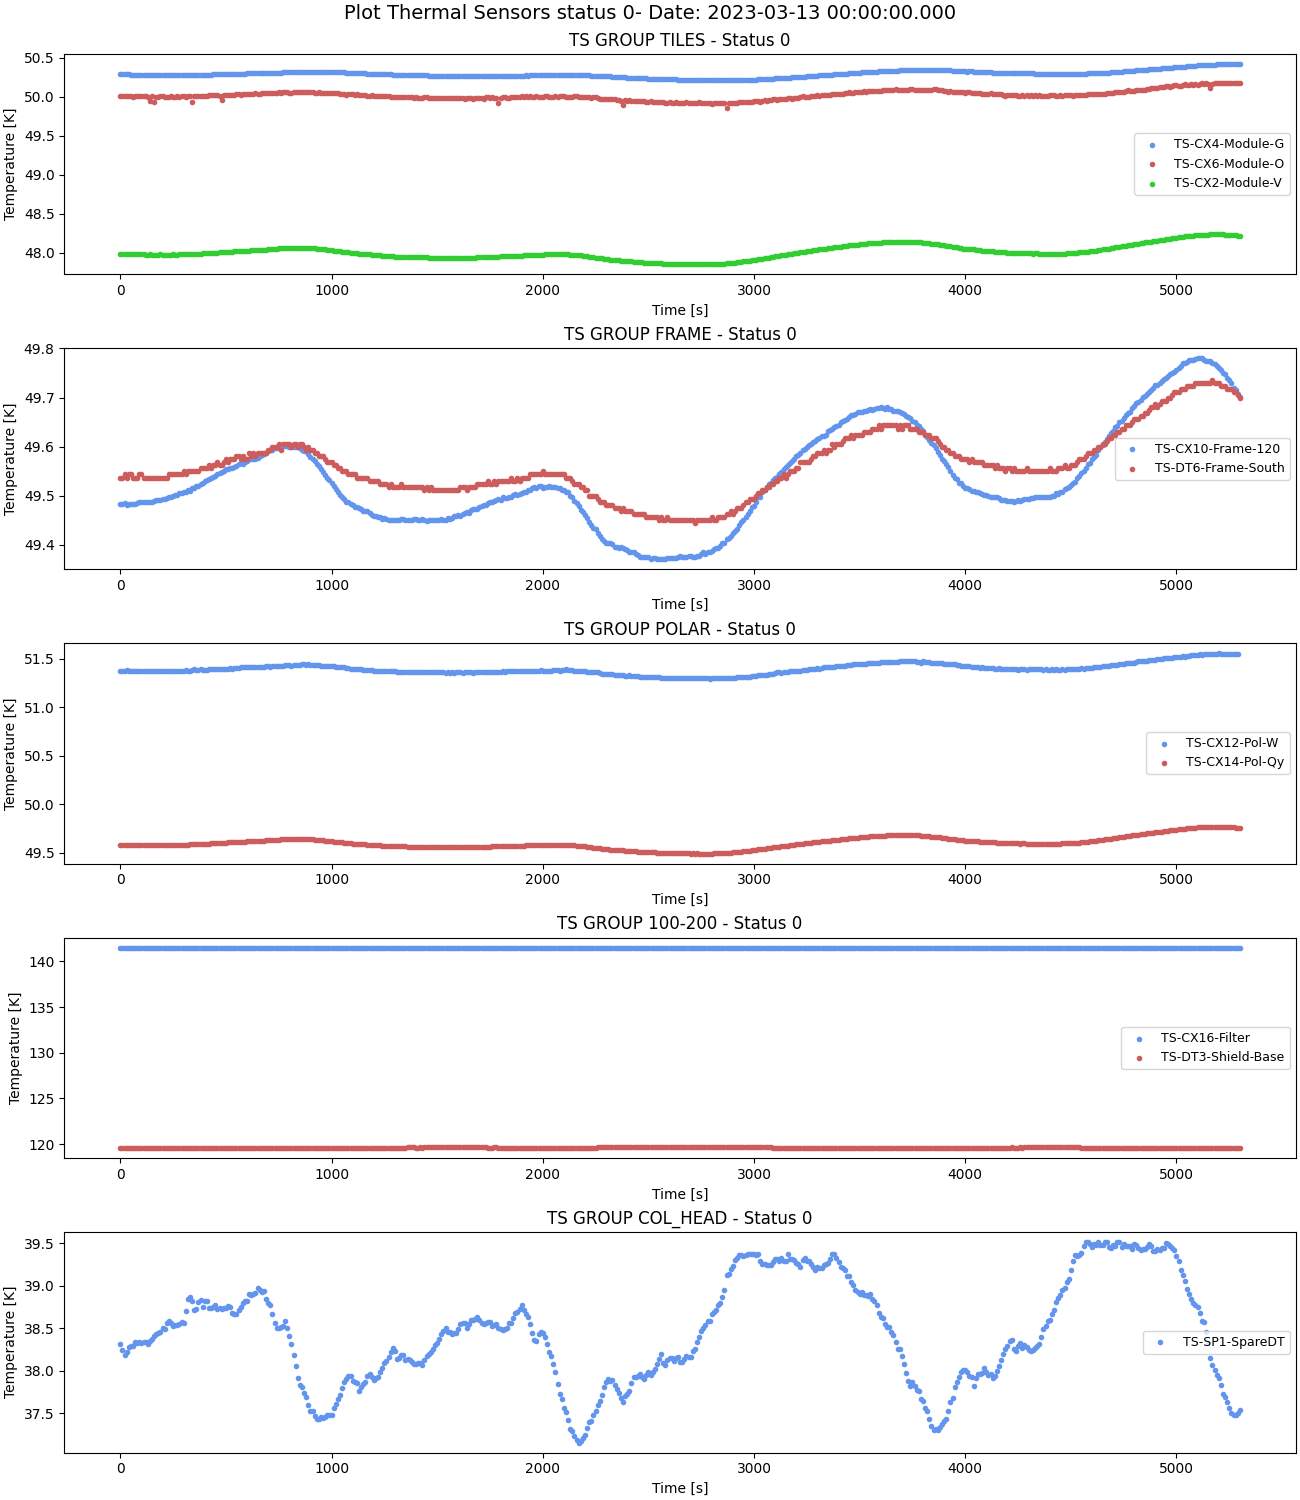 Plot Thermal Sensors status 0- Date: 2023-03-13 00:00:00.000
TS GROUP TILES - Status 0
50.5
50.0
49.5
49.0
48.5
48.0
Temperature [K]
TS-CX4-Module-G
TS-CX6-Module-O
TS-CX2-Module-V
0 1000 2000 3000 4000 5000
Time [s]
TS GROUP FRAME - Status 0
49.8
49.7
49.6
49.5
49.4
Temperature [K]
TS-CX10-Frame-120
TS-DT6-Frame-South
0 1000 2000 3000 4000 5000
Time [s]
TS GROUP POLAR - Status 0
51.5
51.0
50.5
50.0
49.5
Temperature [K]
TS-CX12-Pol-W
TS-CX14-Pol-Qy
0 1000 2000 3000 4000 5000
Time [s]
TS GROUP 100-200 - Status 0
140
135
130
125
120
Temperature [K]
TS-CX16-Filter
TS-DT3-Shield-Base
0 1000 2000 3000 4000 5000
Time [s]
TS GROUP COL_HEAD - Status 0
39.5
39.0
38.5
38.0
37.5
Temperature [K]
TS-SP1-SpareDT
0 1000 2000 3000 4000 5000
Time [s]